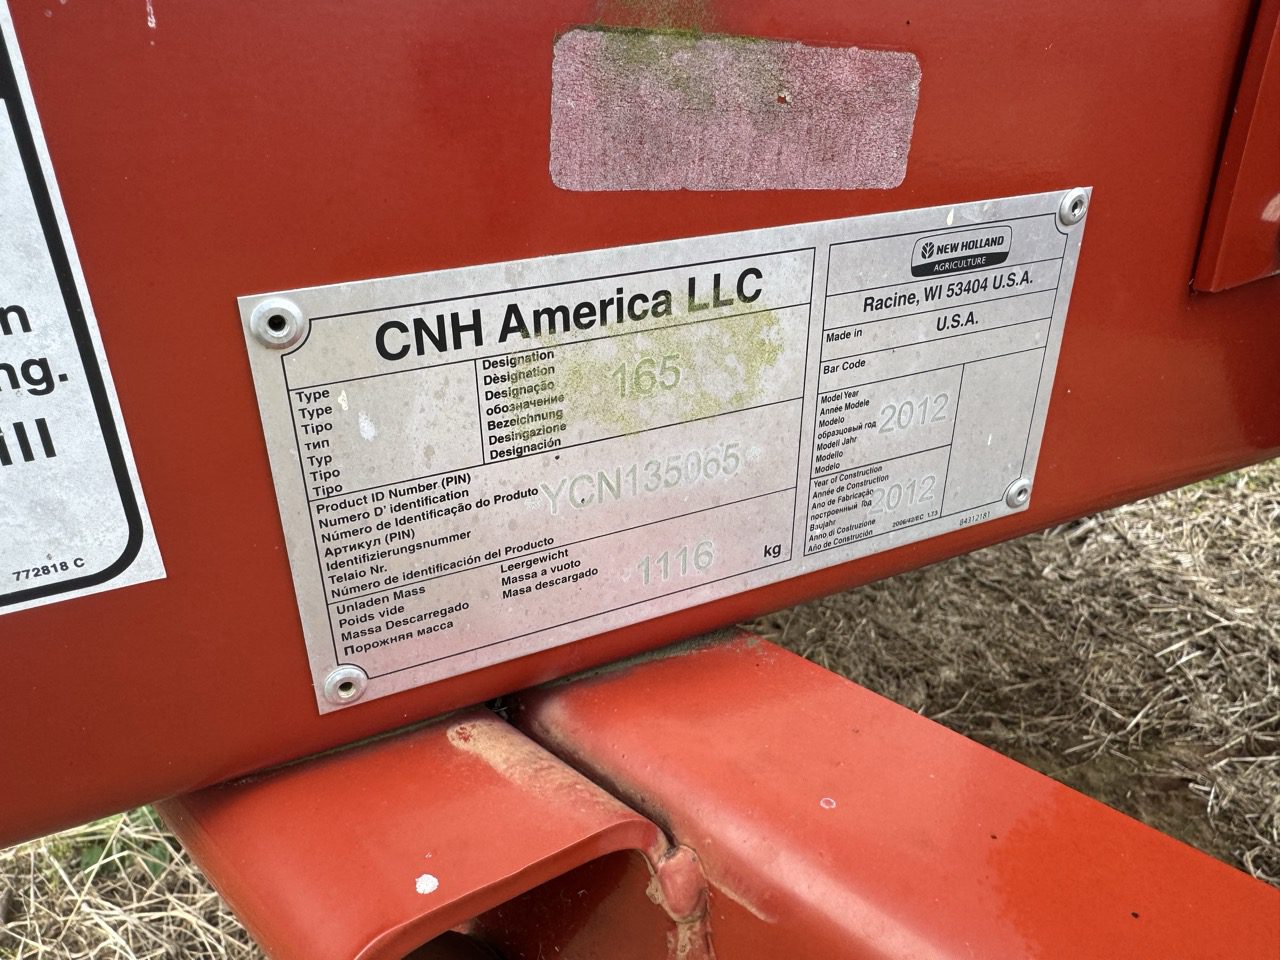 n
ng.
ill
772818 C
CNH America LLC
Type
Type
Tipo
тип
Typ
Tipo
Tipo
Designation
Dèsignation
Designação
обозначение
Bezeichnung
Desingazione
Designación
165
Product ID Number (PIN)
Numero D' identification
Número de Identificação do Produto
Артикул (PIN)
Identifizierungsnummer
Telaio Nr.
Número de identificación del Producto
*YCN135065*
Unladen Mass
Poids vide
Massa Descarregado
Порожняя масса
Leergewicht
Massa a vuoto
Masa descargado
1116
kg
NEW HOLLAND
AGRICULTURE
Racine, WI 53404 U.S.A.
Made in
U.S.A.
Bar Code
Model Year
Année Modele
Modelo
образцовый год
Modell Jahr
Modello
Modelo
2012
Year of Construction
Année de Construction
Ano de Fabricação
построенный Год
Baujahr
Anno di Costruzione
Año de Construción
2012
2006/42/EC 1.73
84312181